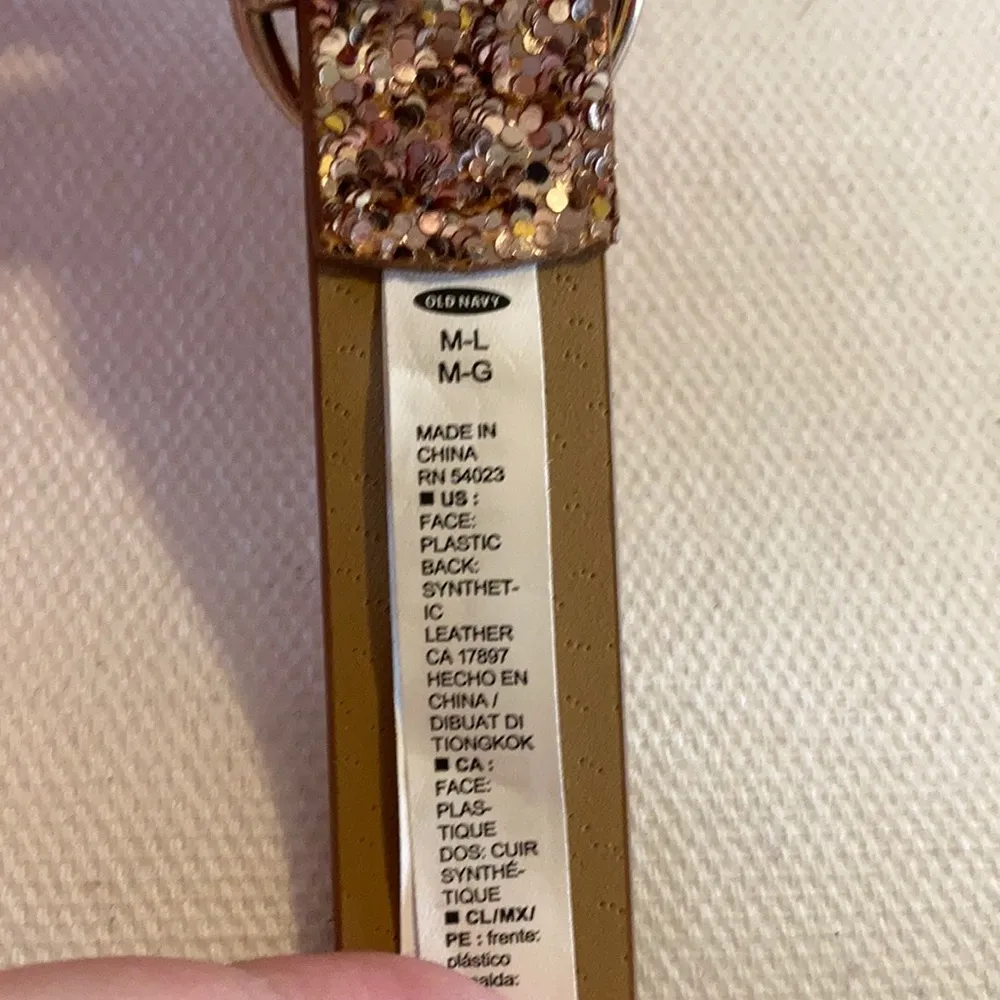 OLD NAVY
M-L
M-G
MADE IN
CHINA
RN 54023
■ US :
FACE:
PLASTIC
BACK:
SYNTHET-
IC
LEATHER
CA 17897
HECHO EN
CHINA /
DIBUAT DI
TIONGKOK
■ CA :
FACE:
PLAS-
TIQUE
DOS: CUIR
SYNTHÉ-
TIQUE
■ CL/MX/
PE : frente:
plástico